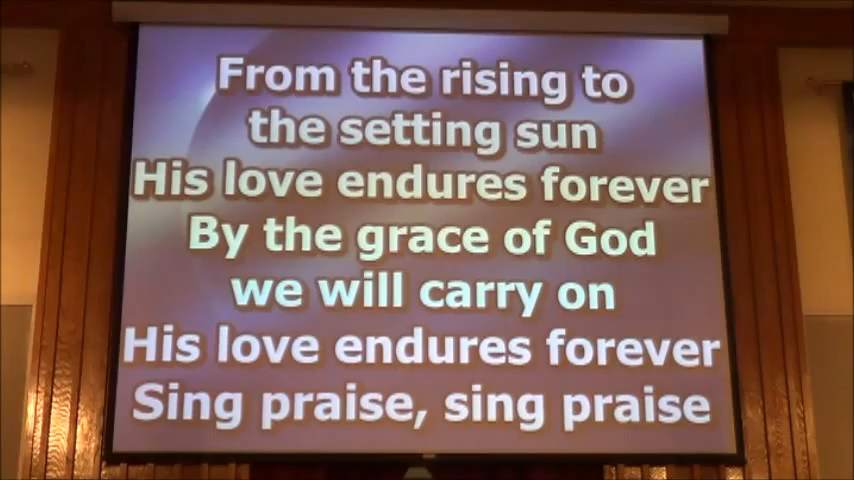 From the rising to
the setting sun
His love endures forever
By the grace of God
we will carry on
His love endures forever
Sing praise, sing praise